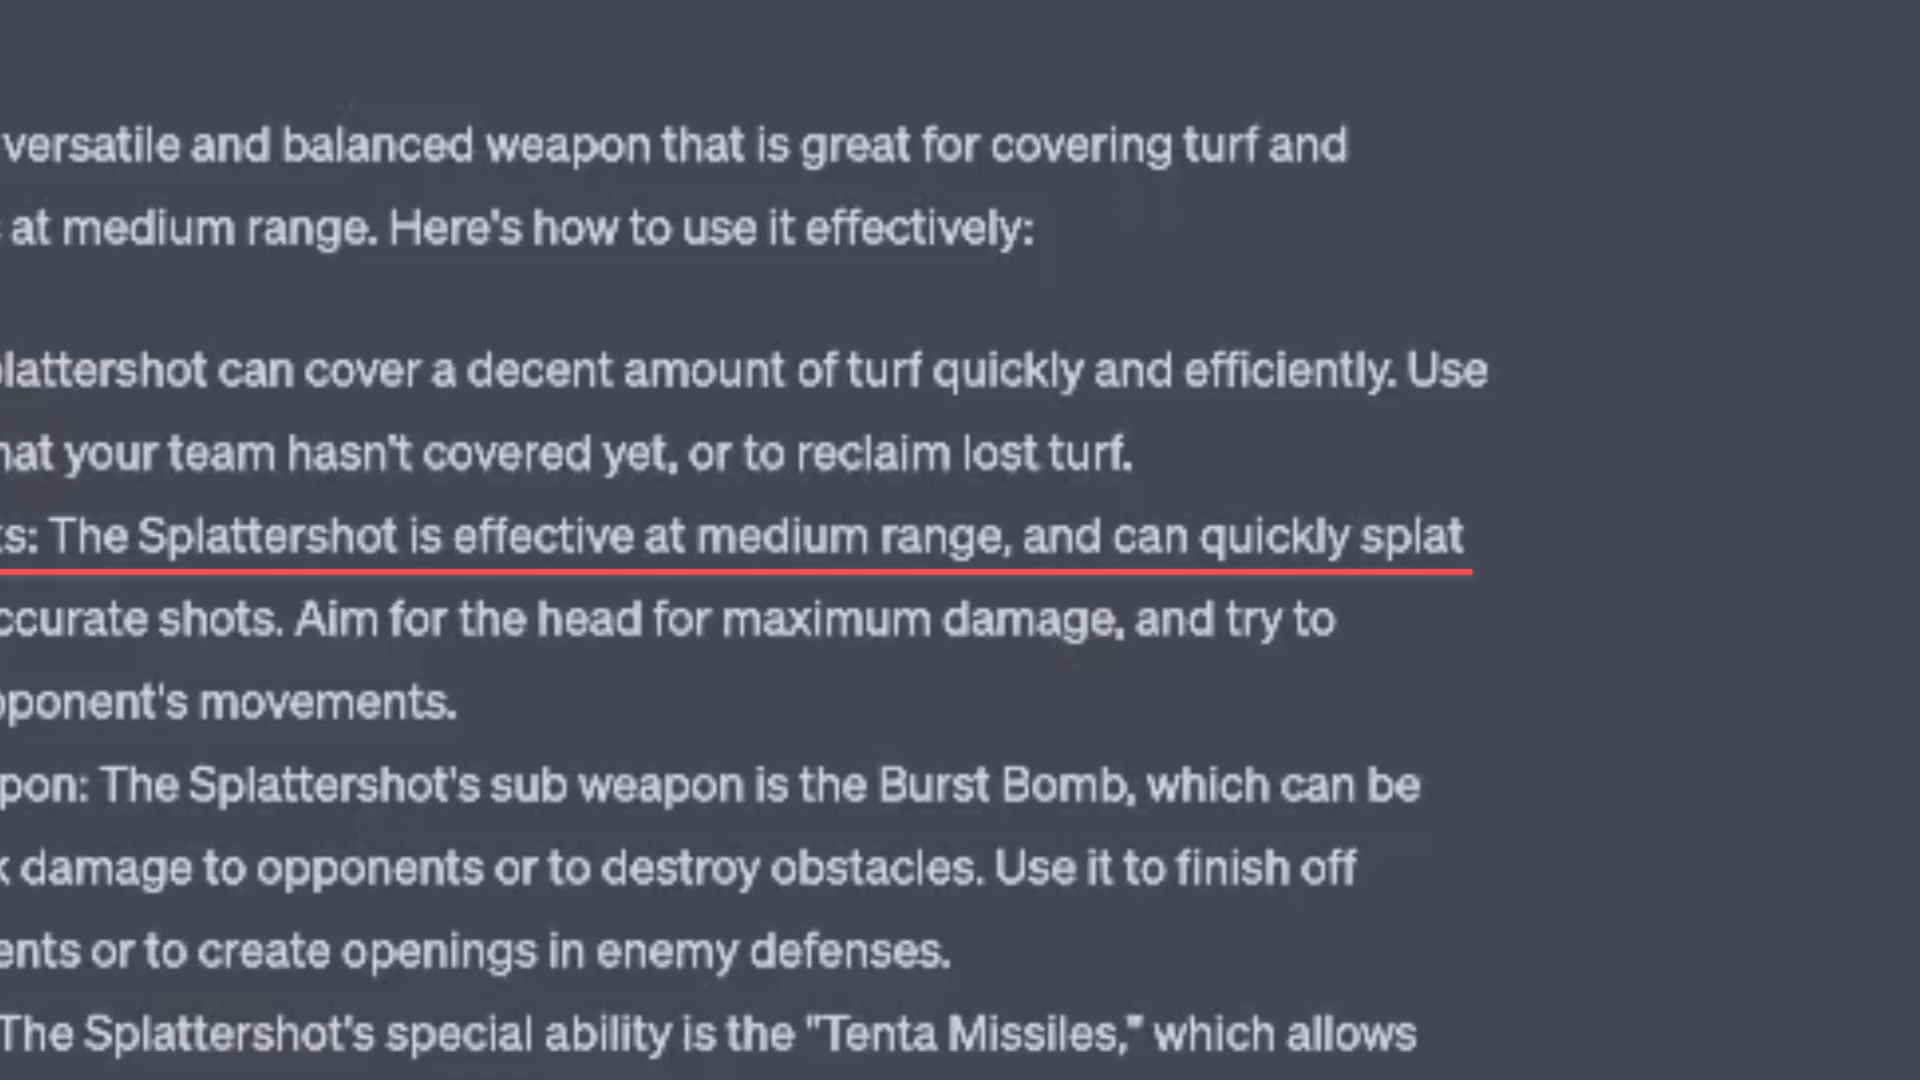 versatile and balanced weapon that is great for covering turf and
at medium range. Here's how to use it effectively:
lattershot can cover a decent amount of turf quickly and efficiently. Use
hat your team hasn't covered yet, or to reclaim lost turf.
ts: The Splattershot is effective at medium range, and can quickly splat
ccurate shots. Aim for the head for maximum damage, and try to
pponent's movements.
pon: The Splattershot's sub weapon is the Burst Bomb, which can be
k damage to opponents or to destroy obstacles. Use it to finish off
ents or to create openings in enemy defenses.
The Splattershot's special ability is the "Tenta Missiles," which allows